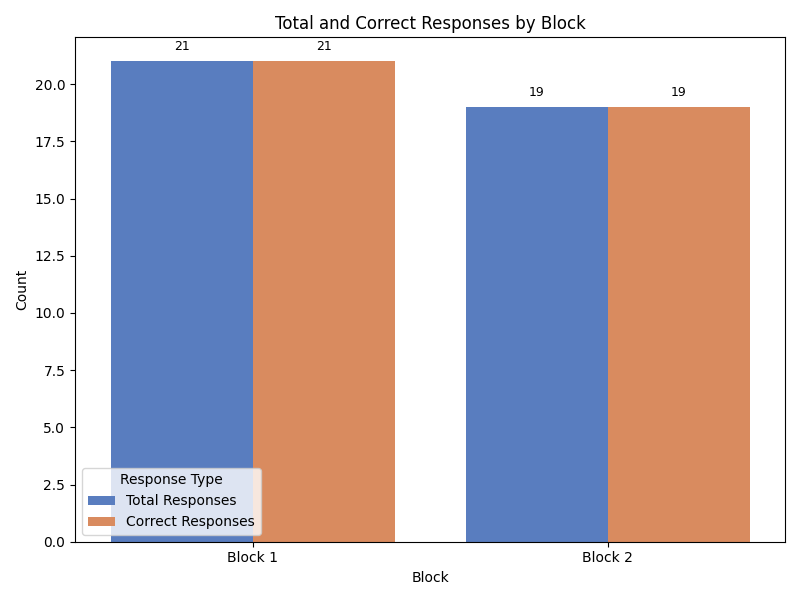 Total and Correct Responses by Block
21
21
19
19
20.0
17.5
15.0
12.5
10.0
7.5
5.0
2.5
0.0
Count
Response Type
Total Responses
Correct Responses
Block 1
Block 2
Block